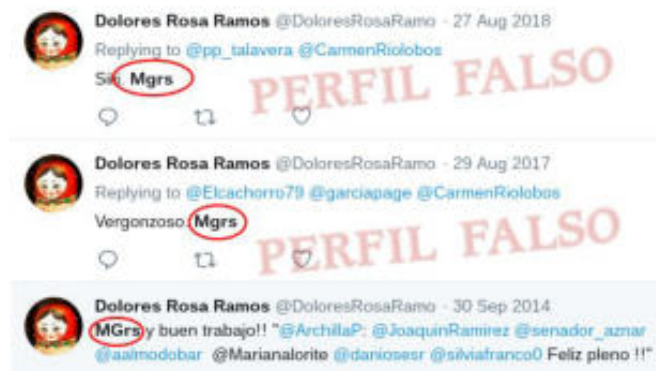 Dolores Rosa Ramos @DoloresRosaRamo · 27 Aug 2018
Replying to @pp_talavera @CarmenRiolobos
Mgrs
PERFIL FALSO
Dolores Rosa Ramos @DoloresRosaRamo · 29 Aug 2017
Replying to @Elcachorro79 @garciapage @CarmenRiolobos
Vergonzoso. Mgrs
PERFIL FALSO
Dolores Rosa Ramos @DoloresRosaRamo · 30 Sep 2014
MGrs y buen trabajo!! "@ArchillaP: @JoaquinRamirez @senador_aznar
@aalmodobar @Marianalorite @daniosesr @silviafranco0 Feliz pleno !!"